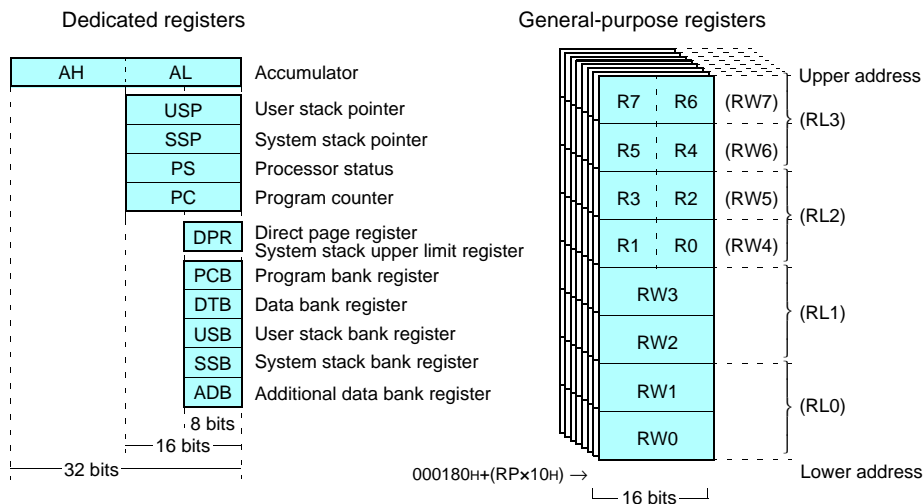 Dedicated registers
AH AL Accumulator
USP User stack pointer
SSP System stack pointer
PS Processor status
PC Program counter
DPR Direct page register
System stack upper limit register
PCB Program bank register
DTB Data bank register
USB User stack bank register
SSB System stack bank register
ADB Additional data bank register
8 bits
16 bits
32 bits
General-purpose registers
Upper address
R7 R6 (RW7)
(RL3)
R5 R4 (RW6)
R3 R2 (RW5)
(RL2)
R1 R0 (RW4)
RW3
(RL1)
RW2
RW1
(RL0)
RW0
000180H+(RP×10H) →
Lower address
16 bits